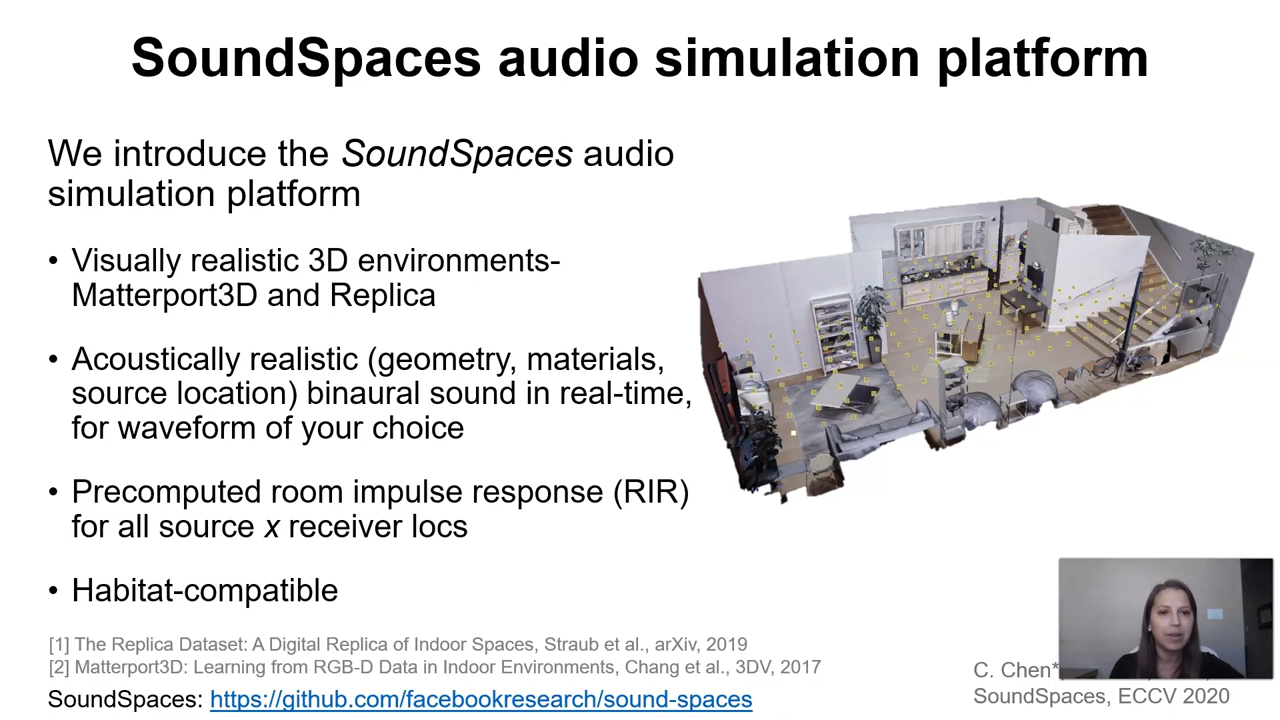 SoundSpaces audio simulation platform
We introduce the SoundSpaces audio
simulation platform
• Visually realistic 3D environments-
Matterport3D and Replica
• Acoustically realistic (geometry, materials,
source location) binaural sound in real-time,
for waveform of your choice
• Precomputed room impulse response (RIR)
for all source x receiver locs
• Habitat-compatible
[1] The Replica Dataset: A Digital Replica of Indoor Spaces, Straub et al., arXiv, 2019
[2] Matterport3D: Learning from RGB-D Data in Indoor Environments, Chang et al., 3DV, 2017
SoundSpaces: https://github.com/facebookresearch/sound-spaces
C. Chen*
SoundSpaces, ECCV 2020